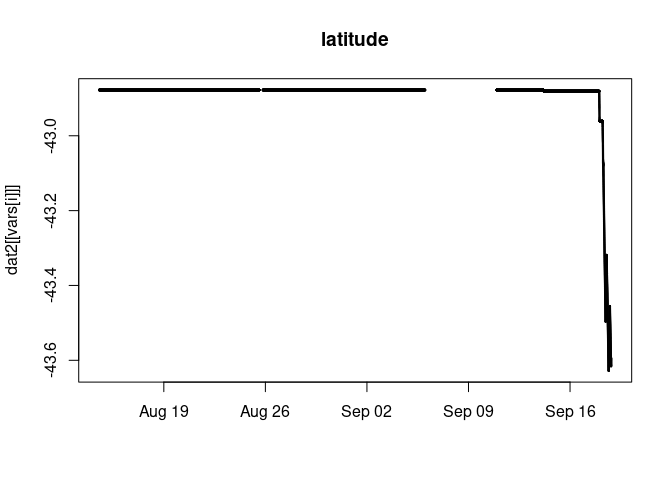 latitude
dat2[[vars[i]]]
-43.0
-43.2
-43.4
-43.6
Aug 19
Aug 26
Sep 02
Sep 09
Sep 16